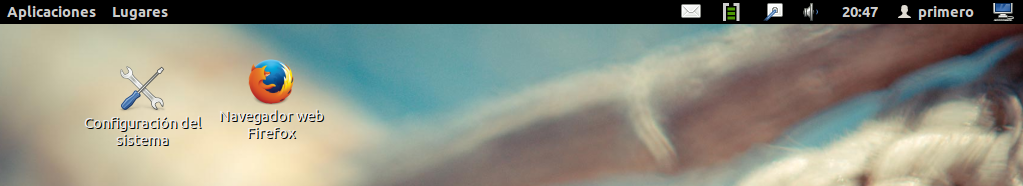 Aplicaciones Lugares 20:47 primero
Configuración del
sistema
Navegador web
Firefox